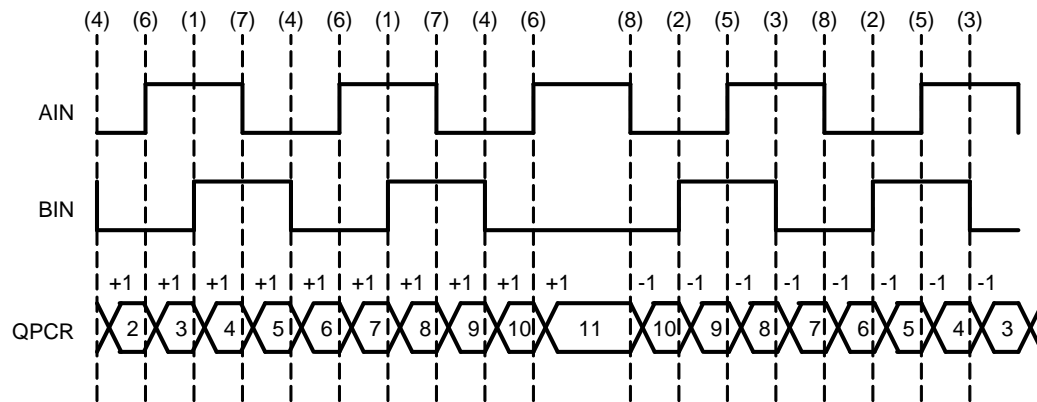 (4) (6) (1) (7) (4) (6) (1) (7) (4) (6) (8) (2) (5) (3) (8) (2) (5) (3)
AIN
BIN
+1 +1 +1 +1 +1 +1 +1 +1 +1 +1 -1 -1 -1 -1 -1 -1 -1 -1
QPCR 2 3 4 5 6 7 8 9 10 11 10 9 8 7 6 5 4 3